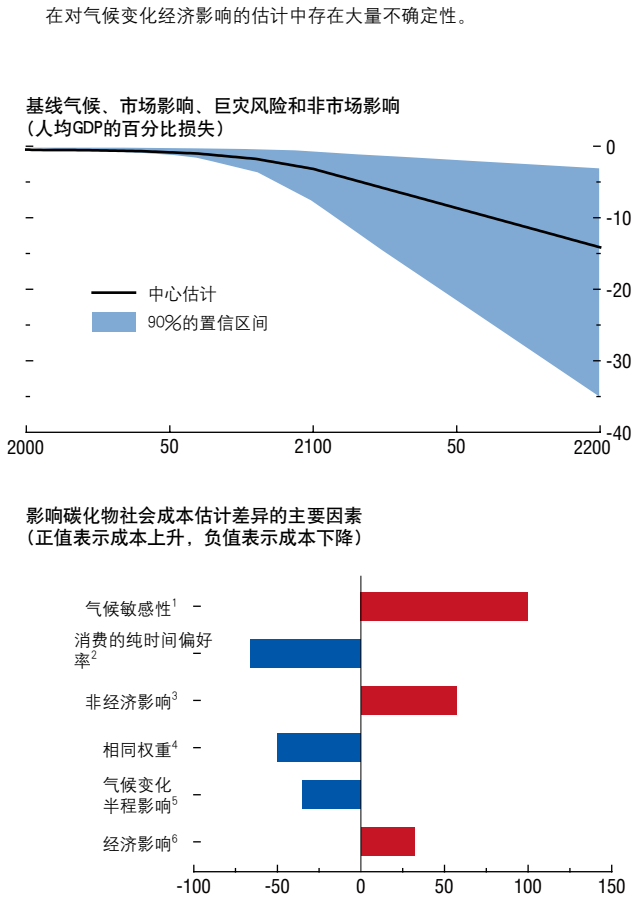 在对气候变化经济影响的估计中存在大量不确定性。
基线气候、市场影响、巨灾风险和非市场影响
（人均GDP的百分比损失）
0
-10
-20
-30
-40
中心估计
90%的置信区间
2000 50 2100 50 2200
影响碳化物社会成本估计差异的主要因素
（正值表示成本上升，负值表示成本下降）
气候敏感性1
消费的纯时间偏好
率2
非经济影响3
相同权重4
气候变化
半程影响5
经济影响6
-100 -50 0 50 100 150